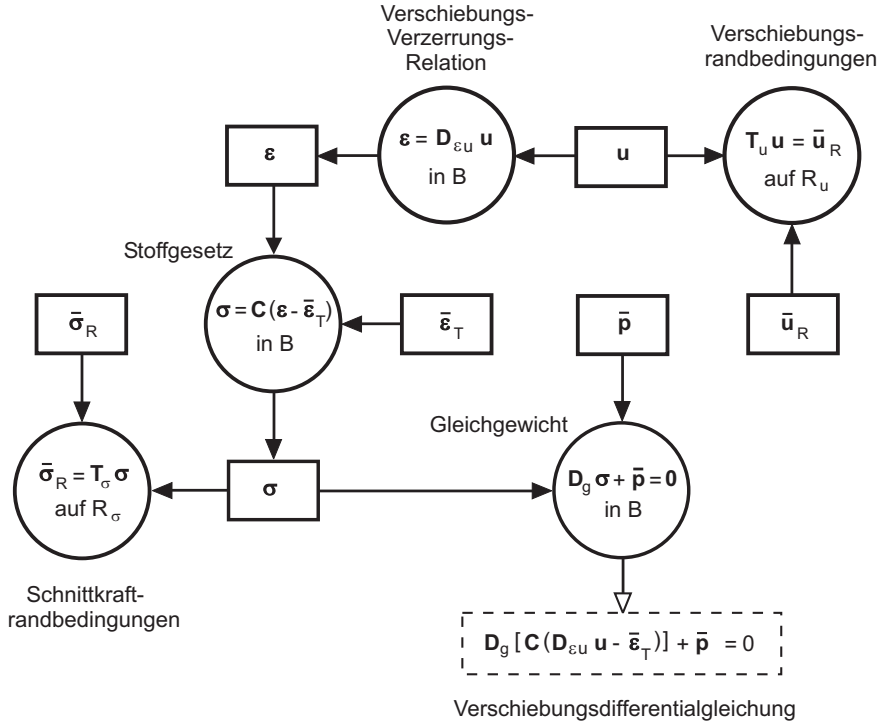 Verschiebungs-
Verzerrungs-
Relation
Verschiebungs-
randbedingungen
ε
ε = D_εu u
in B
u
T_u u = ū_R
auf R_u
Stoffgesetz
σ̄_R
σ = C (ε - ε̄_T)
in B
ε̄_T
p̄
ū_R
Gleichgewicht
σ̄_R = T_σ σ
auf R_σ
σ
D_g σ + p̄ = 0
in B
Schnittkraft-
randbedingungen
D_g [ C ( D_εu u - ε̄_T )] + p̄ = 0
Verschiebungsdifferentialgleichung